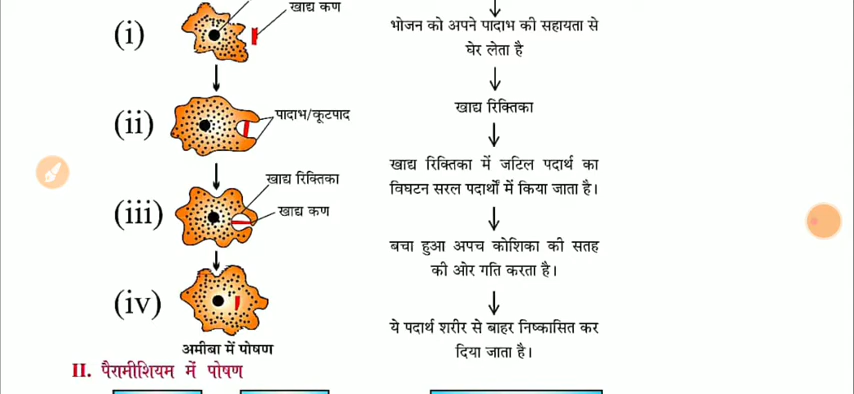 (i)
खाद्य कण
(ii)
पादाभ/कूटपाद
खाद्य रिक्तिका
(iii)
खाद्य कण
(iv)
अमीबा में पोषण
भोजन को अपने पादाभ की सहायता से
घेर लेता है
खाद्य रिक्तिका
खाद्य रिक्तिका में जटिल पदार्थ का
विघटन सरल पदार्थों में किया जाता है।
बचा हुआ अपच कोशिका की सतह
की ओर गति करता है।
ये पदार्थ शरीर से बाहर निष्कासित कर
दिया जाता है।
II. पैरामीशियम में पोषण